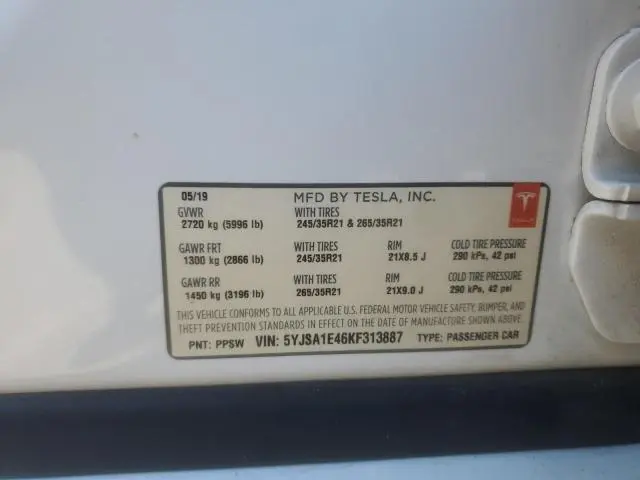 05/19 MFD BY TESLA, INC.
GVWR WITH TIRES
2720 kg (5996 lb) 245/35R21 & 265/35R21
GAWR FRT WITH TIRES RIM COLD TIRE PRESSURE
1300 kg (2866 lb) 245/35R21 21X8.5 J 290 kPs, 42 psi
GAWR RR WITH TIRES RIM COLD TIRE PRESSURE
1450 kg (3196 lb) 265/35R21 21X9.0 J 290 kPs, 42 psi
THIS VEHICLE CONFORMS TO ALL APPLICABLE U.S. FEDERAL MOTOR VEHICLE SAFETY, BUMPER, AND
THEFT PREVENTION STANDARDS IN EFFECT ON THE DATE OF MANUFACTURE SHOWN ABOVE.
PNT: PPSW VIN: 5YJSA1E46KF313887 TYPE: PASSENGER CAR